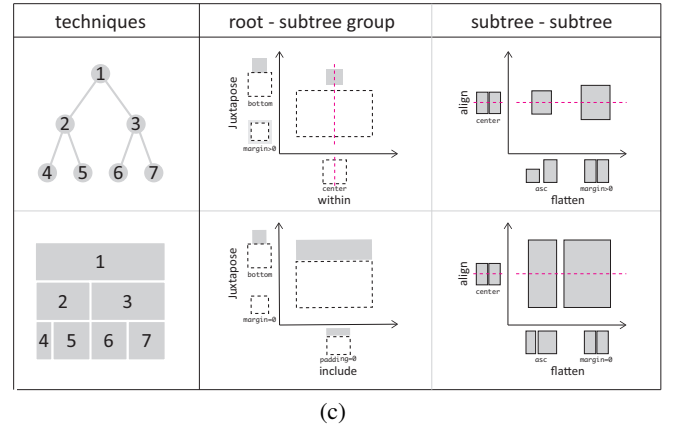 techniques
root - subtree group
subtree - subtree
1
2
3
4
5
6
7
Juxtapose
bottom
margin>0
center
within
align
center
asc
margin>0
flatten
1
2
3
4
5
6
7
Juxtapose
bottom
margin=0
padding=0
include
align
center
asc
margin=0
flatten
(c)